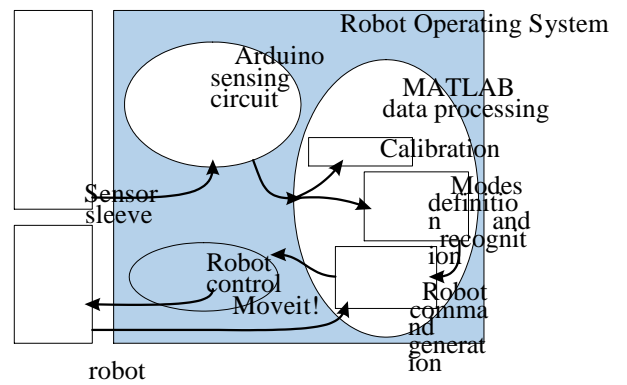 Robot Operating System
Arduino
sensing
circuit
MATLAB
data processing
Calibration
Sensor
sleeve
Modes
definitio
n and
recognit
ion
Robot
control
Moveit!
Robot
comma
nd
generat
ion
robot